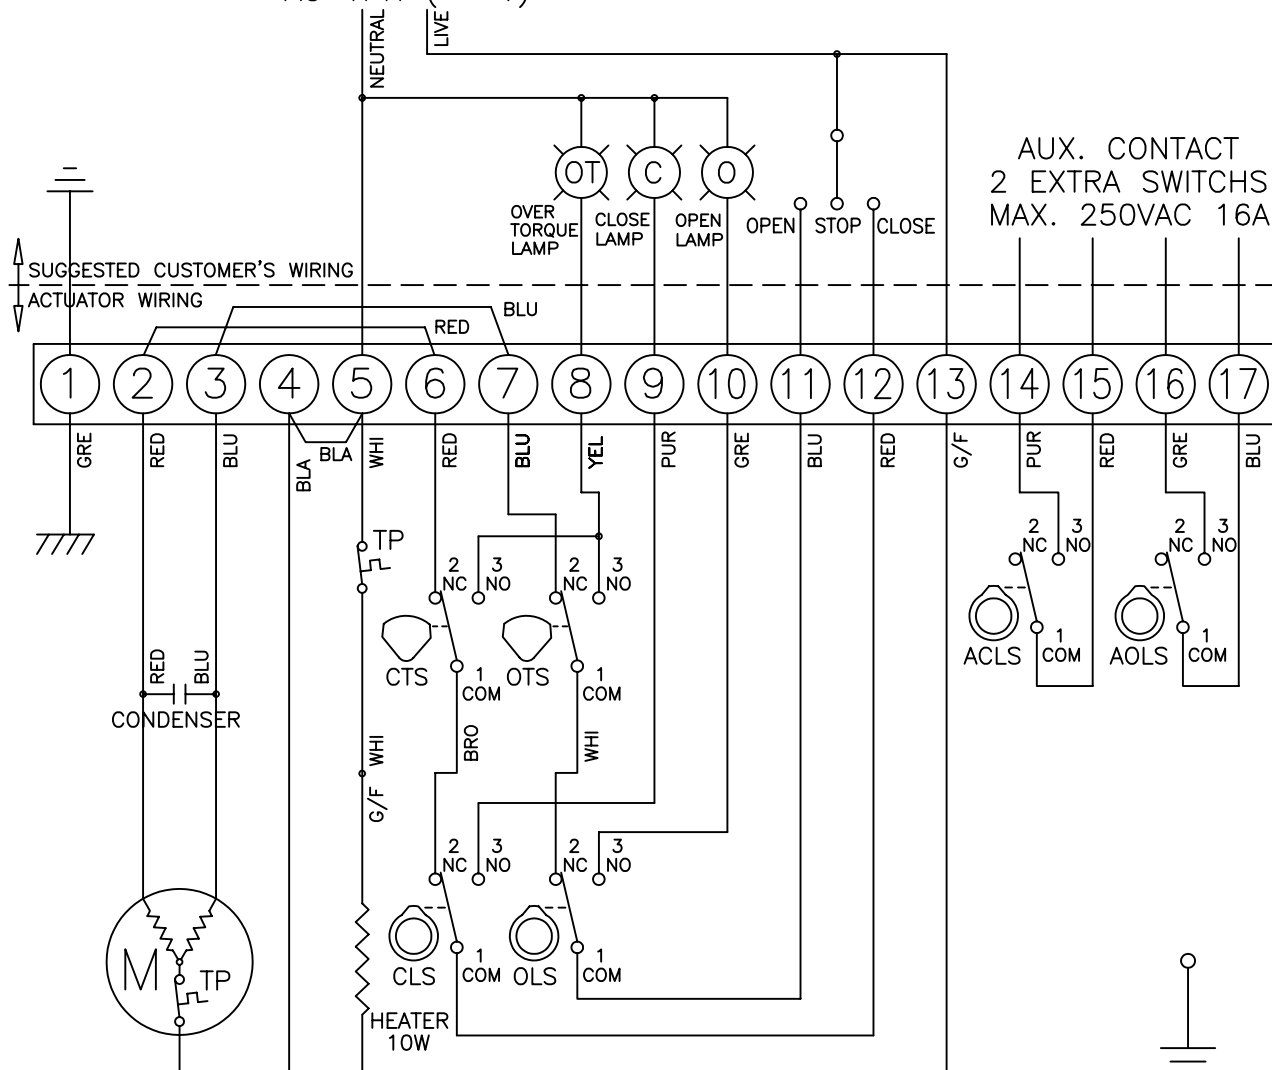 NEUTRAL
LIVE
OT
C
O
OVER
TORQUE
LAMP
CLOSE
LAMP
OPEN
LAMP
OPEN
STOP
CLOSE
AUX. CONTACT
2 EXTRA SWITCHS
MAX. 250VAC 16A
SUGGESTED CUSTOMER'S WIRING
ACTUATOR WIRING
BLU
RED
1 2 3 4 5 6 7 8 9 10 11 12 13 14 15 16 17
GRE
RED
BLU
BLA
BLA
WHI
RED
BLU
YEL
PUR
GRE
BLU
RED
G/F
PUR
RED
GRE
BLU
TP
2
NC
3
NO
CTS
1
COM
2
NC
3
NO
OTS
1
COM
2
NC
3
NO
ACLS
1
COM
2
NC
3
NO
AOLS
1
COM
RED
BLU
CONDENSER
WHI
G/F
BRO
WHI
2
NC
3
NO
CLS
1
COM
2
NC
3
NO
OLS
1
COM
M
TP
HEATER
10W